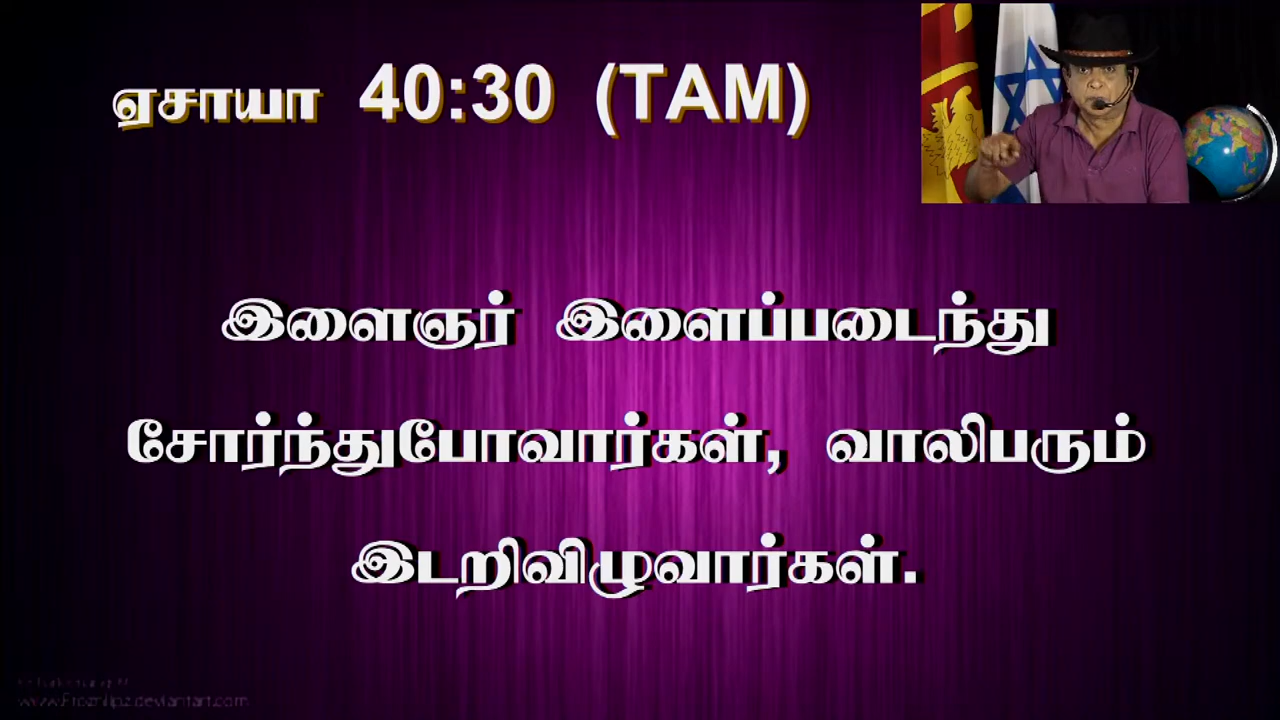 ஏசாயா 40:30 (TAM)
இளைஞர் இளைப்படைந்து
சோர்ந்துபோவார்கள், வாலிபரும்
இடறிவிழுவார்கள்.